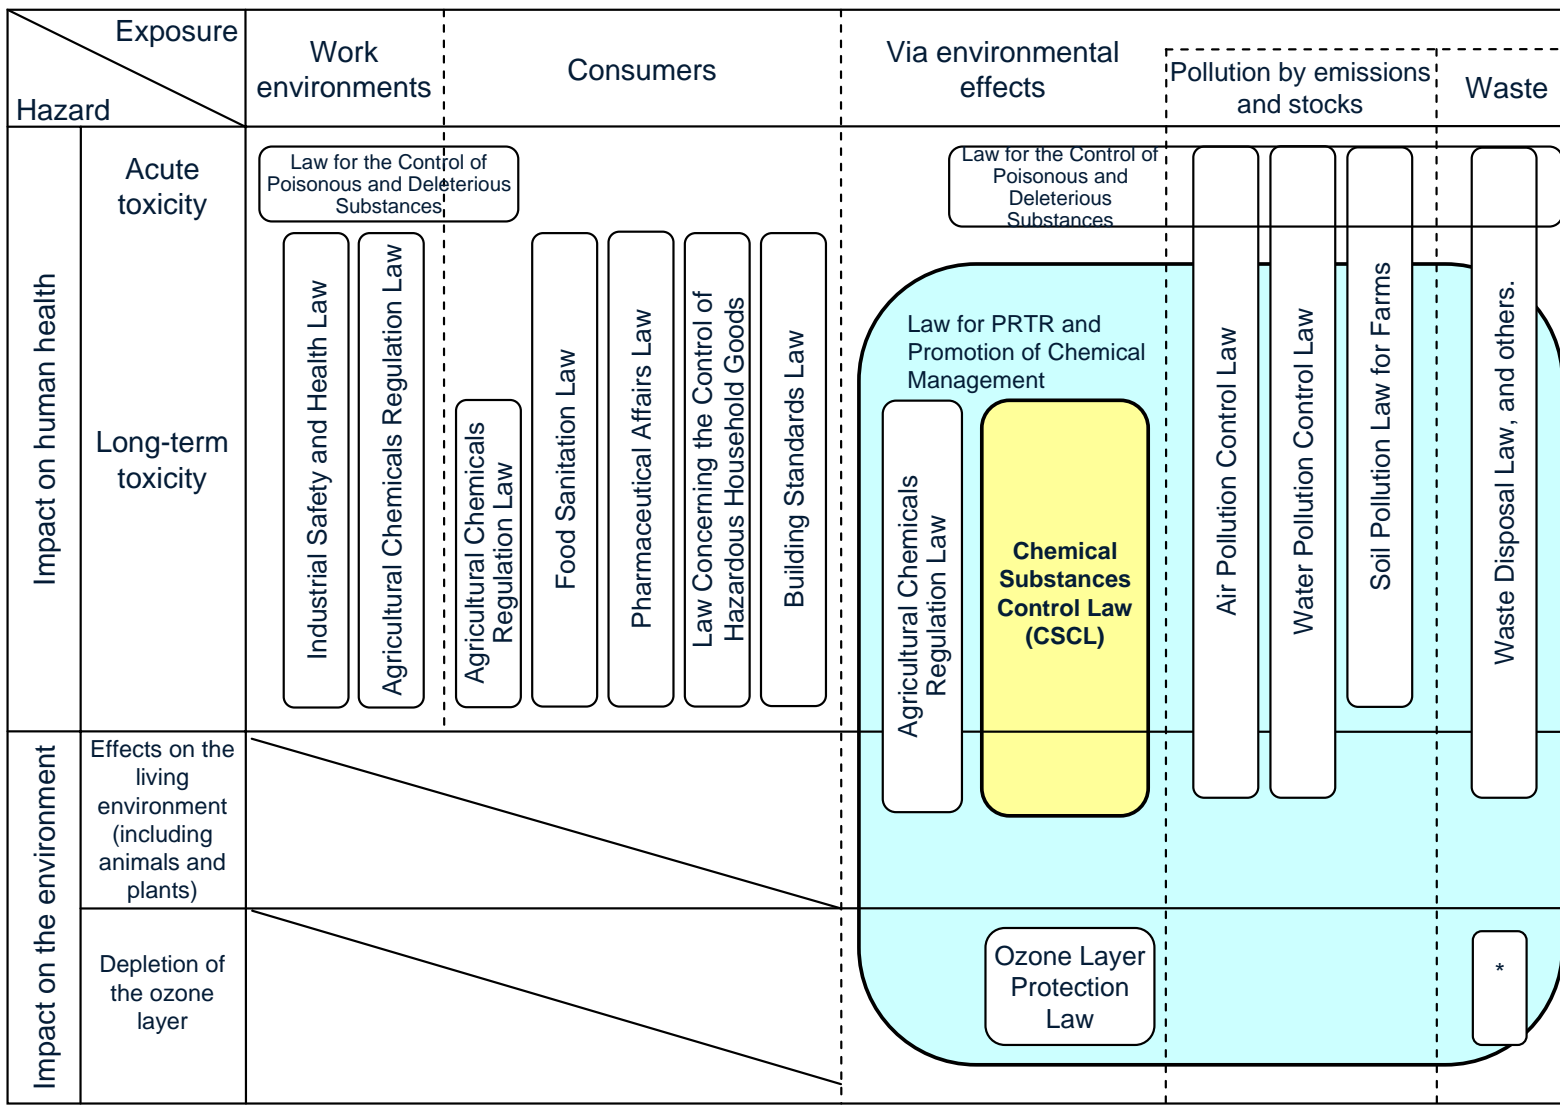 Exposure
Hazard
Work
environments
Consumers
Via environmental
effects
Pollution by emissions
and stocks
Waste
Impact on human health
Acute
toxicity
Long-term
toxicity
Law for the Control of
Poisonous and Deleterious
Substances
Industrial Safety and Health Law
Agricultural Chemicals Regulation Law
Agricultural Chemicals
Regulation Law
Food Sanitation Law
Pharmaceutical Affairs Law
Law Concerning the Control of
Hazardous Household Goods
Building Standards Law
Law for the Control of
Poisonous and
Deleterious
Substances
Law for PRTR and
Promotion of Chemical
Management
Agricultural Chemicals
Regulation Law
Chemical
Substances
Control Law
(CSCL)
Air Pollution Control Law
Water Pollution Control Law
Soil Pollution Law for Farms
Waste Disposal Law, and others.
Impact on the environment
Effects on the
living
environment
(including
animals and
plants)
Depletion of
the ozone
layer
Ozone Layer
Protection
Law
*